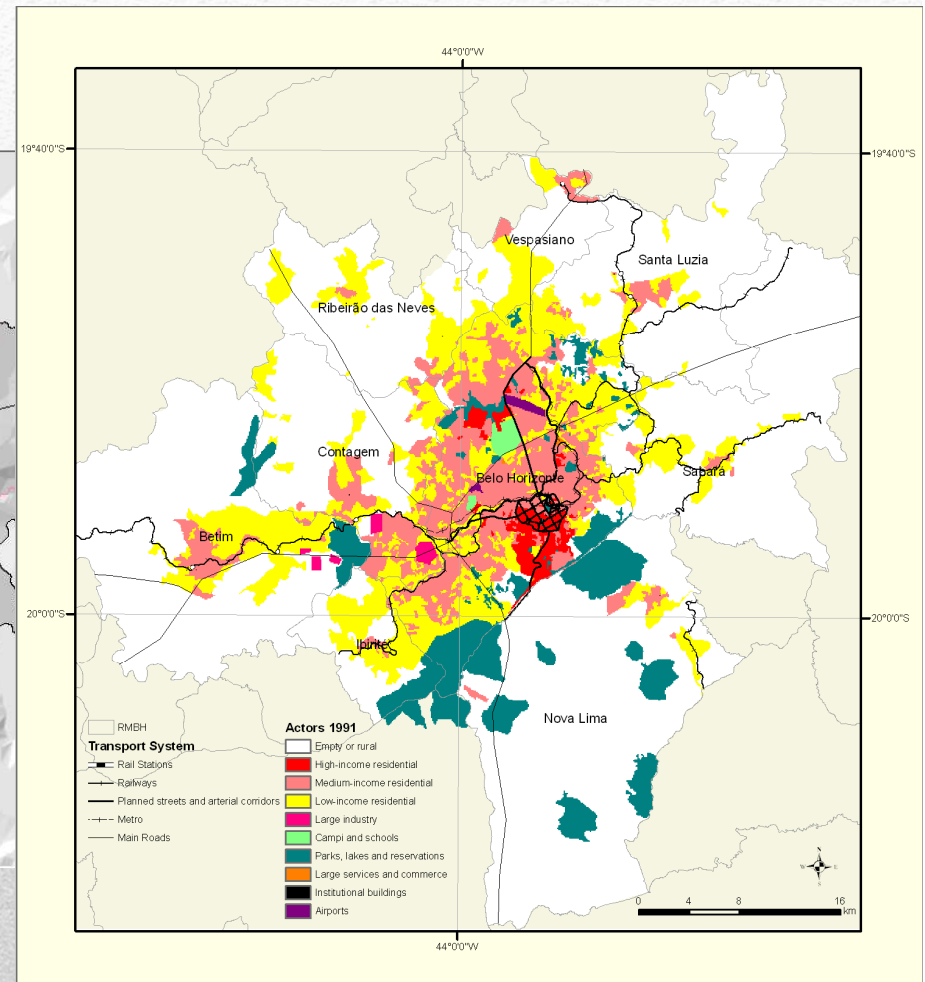 44°0'0"W
19°40'0"S
19°40'0"S
Vespasiano
Santa Luzia
Ribeirão das Neves
Contagem
Belo Horizonte
Sabará
Betim
20°0'0"S
20°0'0"S
Ibirité
Nova Lima
RMBH
Transport System
Rail Stations
Railways
Planned streets and arterial corridors
Metro
Main Roads
Actors 1991
Empty or rural
High-income residential
Medium-income residential
Low-income residential
Large industry
Campi and schools
Parks, lakes and reservations
Large services and commerce
Institutional buildings
Airports
N
W E
S
0 4 8 16
km
44°0'0"W